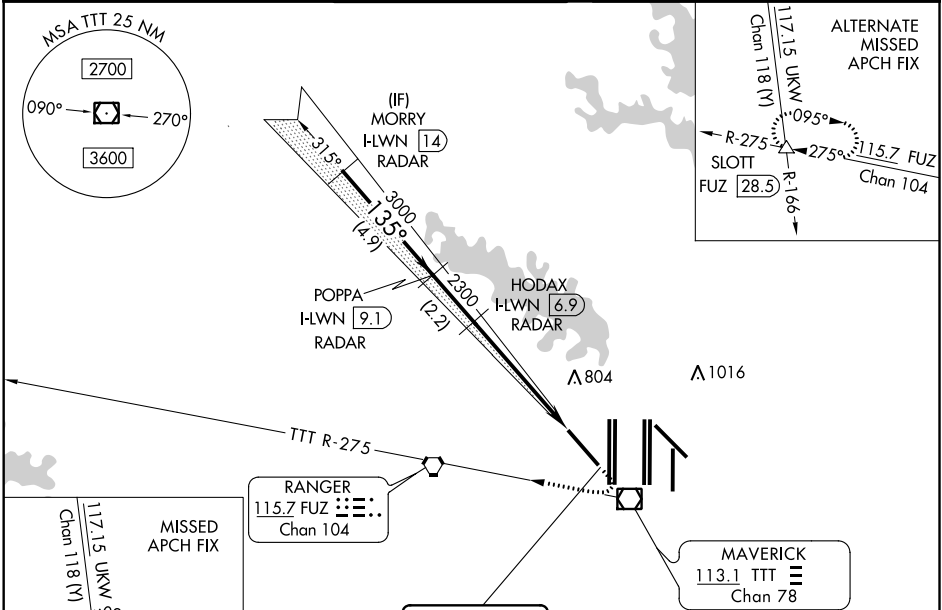 MSA TTT 25 NM
2700
090°
270°
3600
(IF)
MORRY
I-LWN 14
RADAR
315°
3000
135°
(4.9)
2300
(2.2)
POPPA
I-LWN 9.1
RADAR
HODAX
I-LWN 6.9
RADAR
804
1016
ALTERNATE
MISSED
APCH FIX
117.15 UKW
Chan 118 (Y)
095°
R-275
275°
115.7 FUZ
Chan 104
SLOTT
FUZ 28.5
R-166
TTT R-275
RANGER
115.7 FUZ
Chan 104
MAVERICK
113.1 TTT
Chan 78
MISSED
APCH FIX
117.15 UKW
Chan 118 (Y)